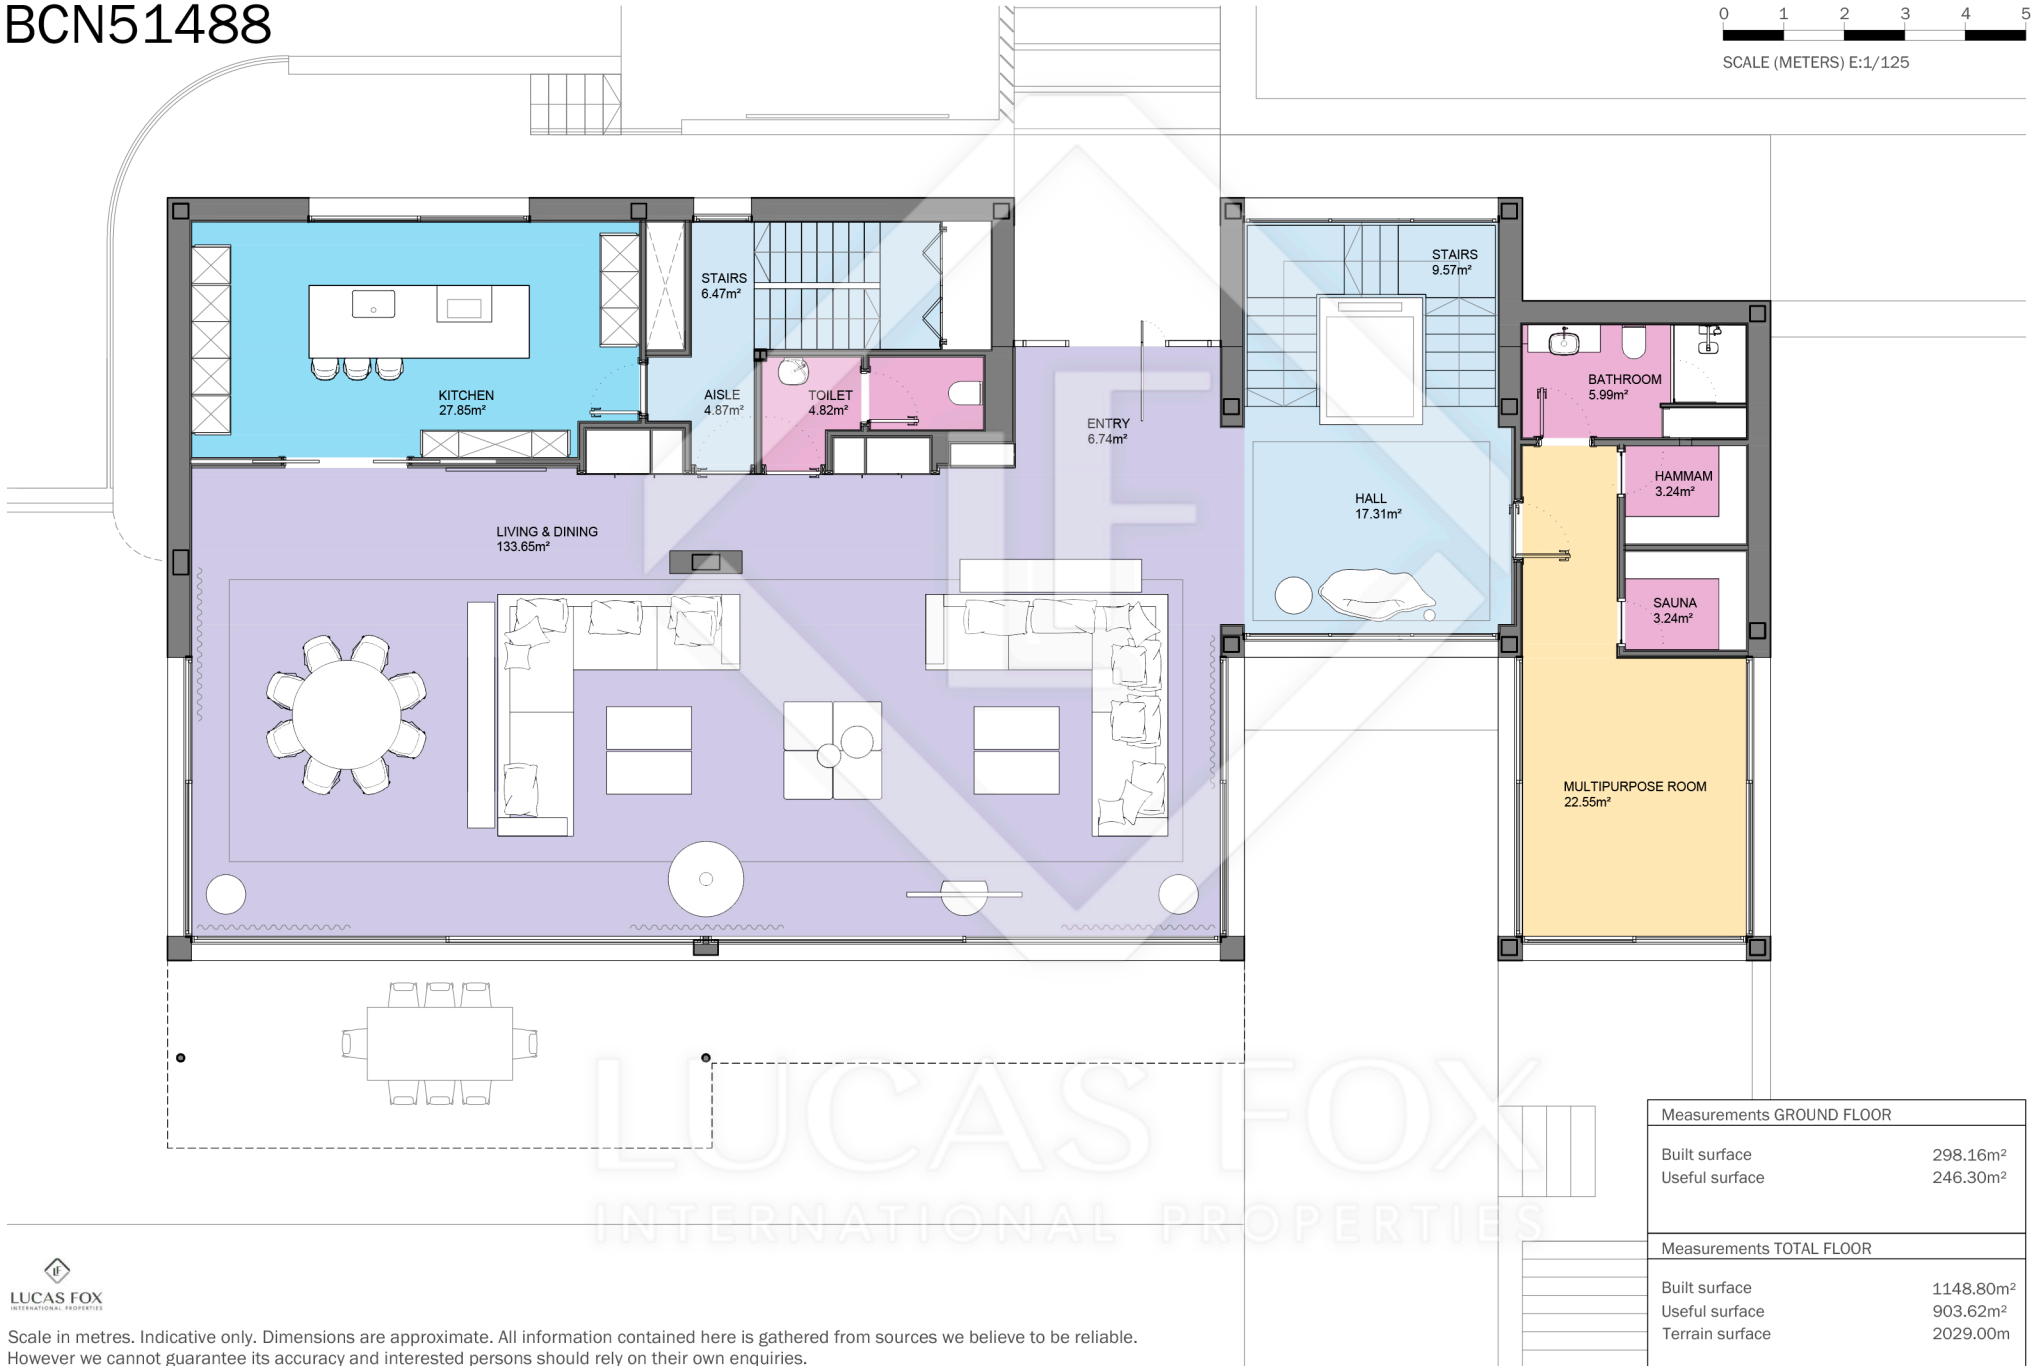 BCN51488
0 1 2 3 4 5
SCALE (METERS) E:1/125
STAIRS
6.47m²
STAIRS
9.57m²
KITCHEN
27.85m²
AISLE
4.87m²
TOILET
4.82m²
ENTRY
6.74m²
BATHROOM
5.99m²
HAMMAM
3.24m²
HALL
17.31m²
LIVING & DINING
133.65m²
SAUNA
3.24m²
MULTIPURPOSE ROOM
22.55m²
LF
LUCAS FOX
INTERNATIONAL PROPERTIES
Measurements GROUND FLOOR
Built surface 298.16m²
Useful surface 246.30m²
Measurements TOTAL FLOOR
Built surface 1148.80m²
Useful surface 903.62m²
Terrain surface 2029.00m
LF
LUCAS FOX
INTERNATIONAL PROPERTIES
Scale in metres. Indicative only. Dimensions are approximate. All information contained here is gathered from sources we believe to be reliable.
However we cannot guarantee its accuracy and interested persons should rely on their own enquiries.